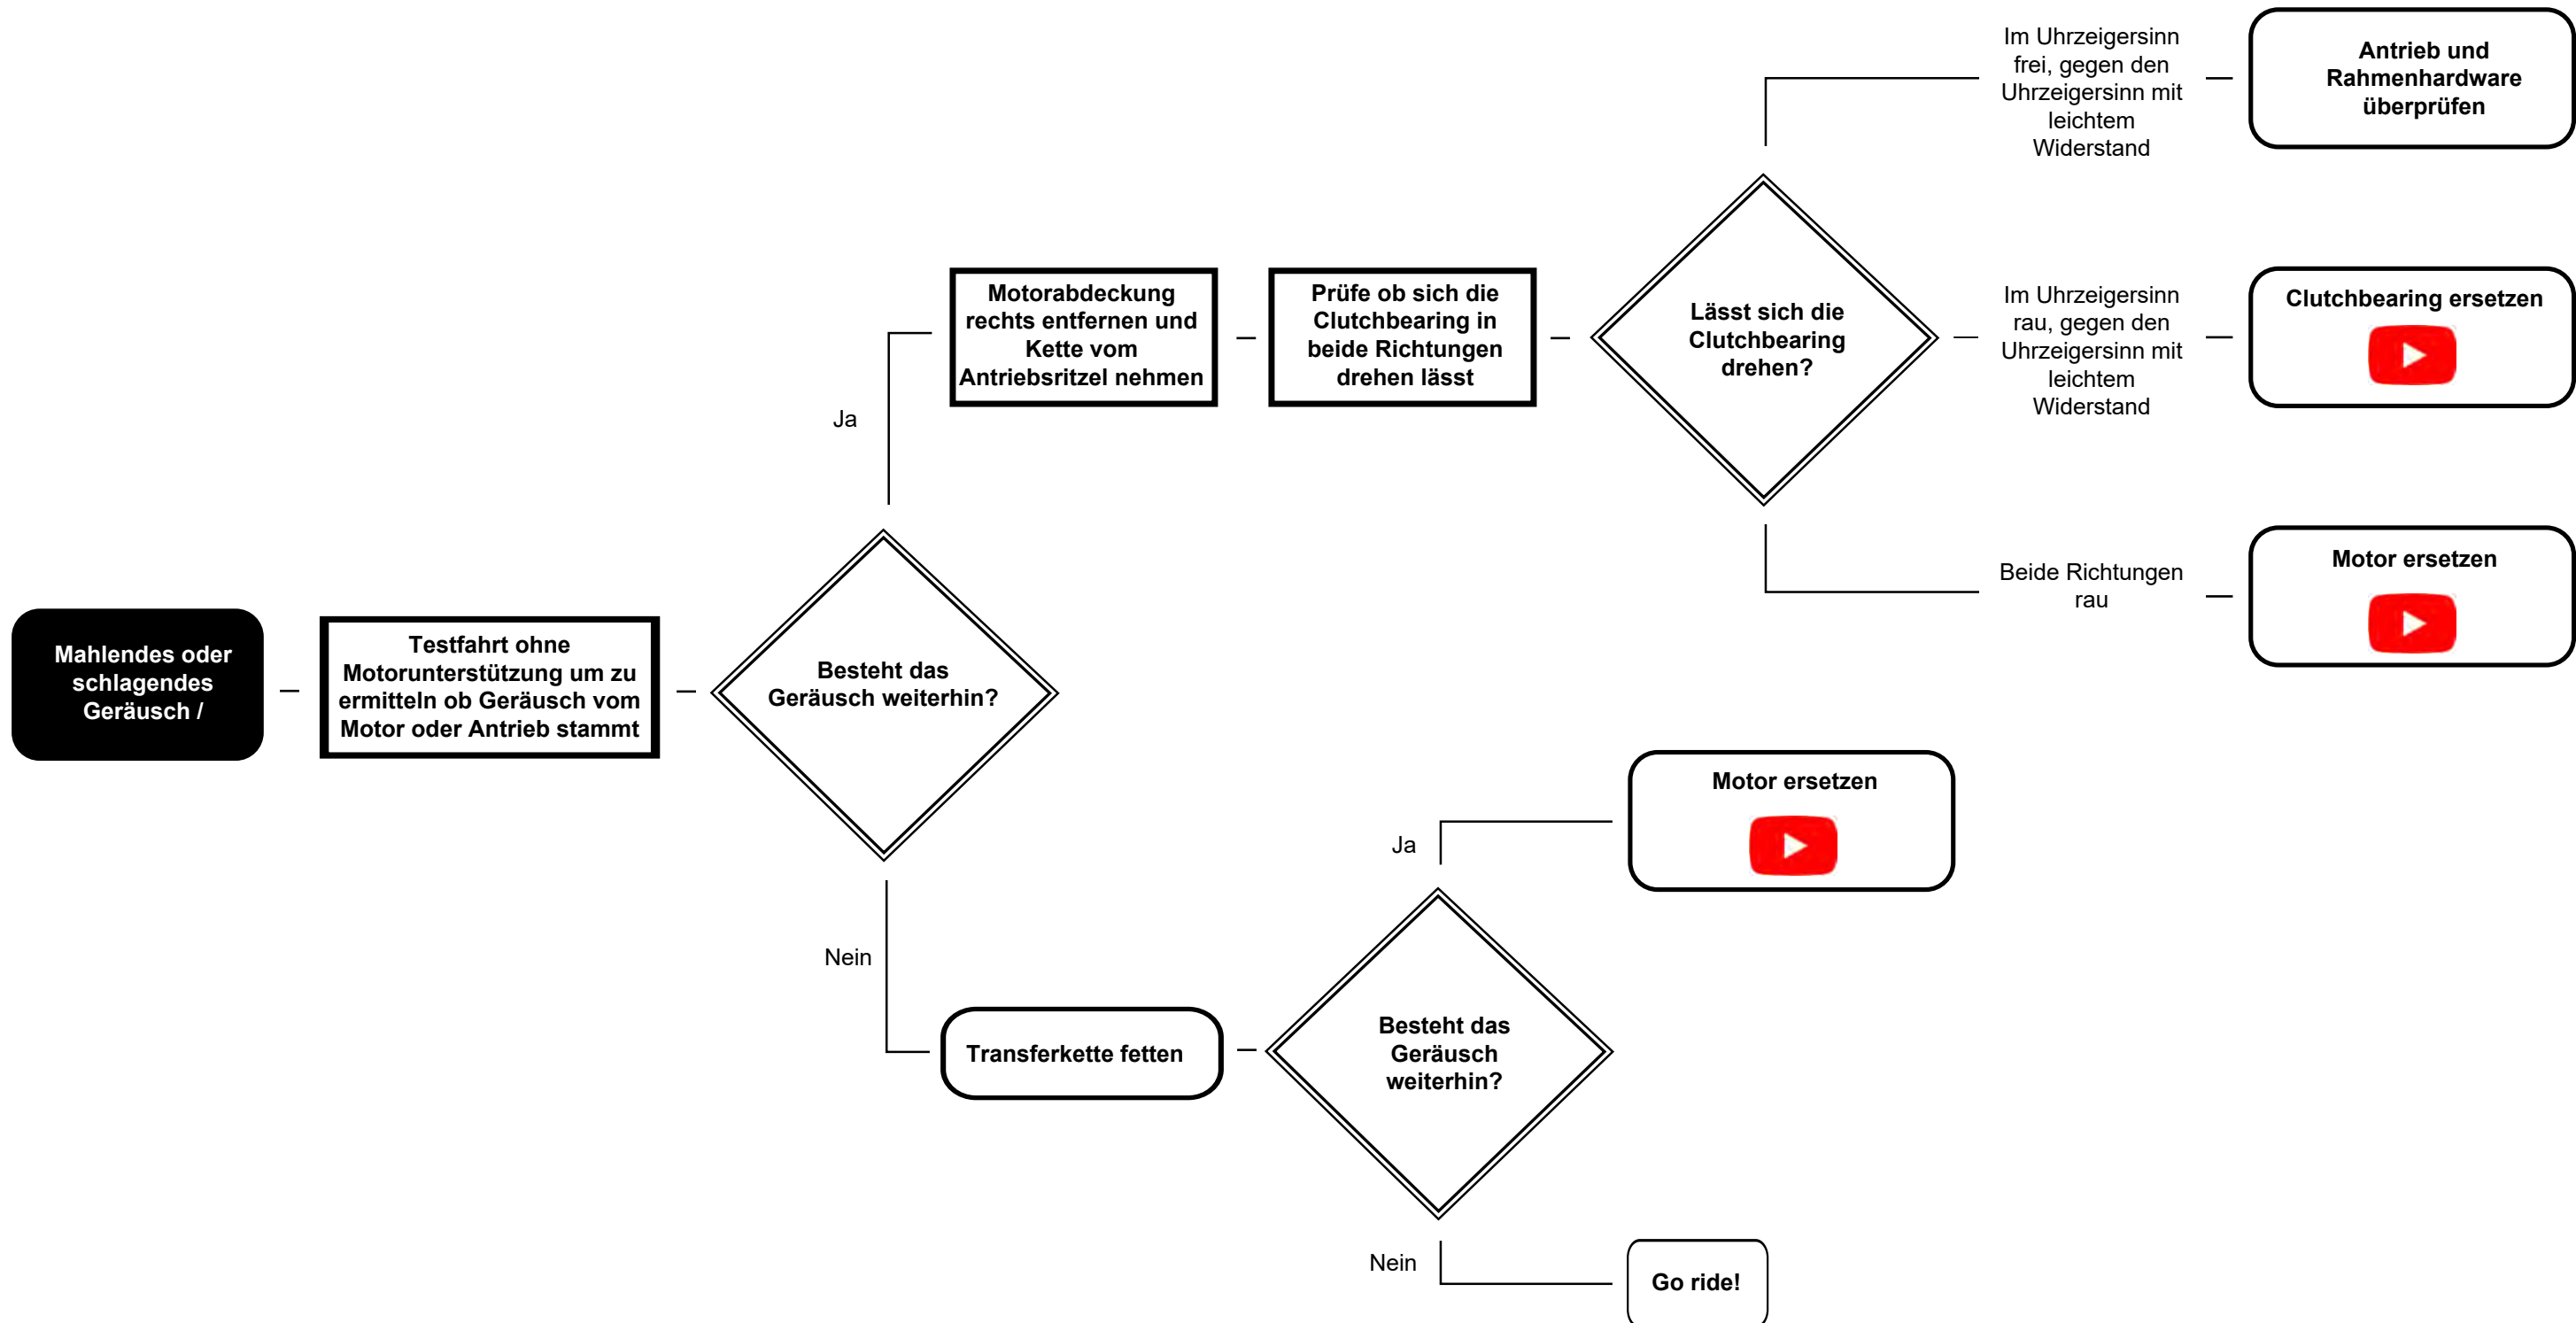 Mahlendes oder
schlagendes
Geräusch /
Testfahrt ohne
Motorunterstützung um zu
ermitteln ob Geräusch vom
Motor oder Antrieb stammt
Besteht das
Geräusch weiterhin?
Ja
Motorabdeckung
rechts entfernen und
Kette vom
Antriebsritzel nehmen
Prüfe ob sich die
Clutchbearing in
beide Richtungen
drehen lässt
Lässt sich die
Clutchbearing
drehen?
Im Uhrzeigersinn
frei, gegen den
Uhrzeigersinn mit
leichtem
Widerstand
Antrieb und
Rahmenhardware
überprüfen
Im Uhrzeigersinn
rau, gegen den
Uhrzeigersinn mit
leichtem
Widerstand
Clutchbearing ersetzen
Beide Richtungen
rau
Motor ersetzen
Nein
Transferkette fetten
Besteht das
Geräusch
weiterhin?
Ja
Motor ersetzen
Nein
Go ride!